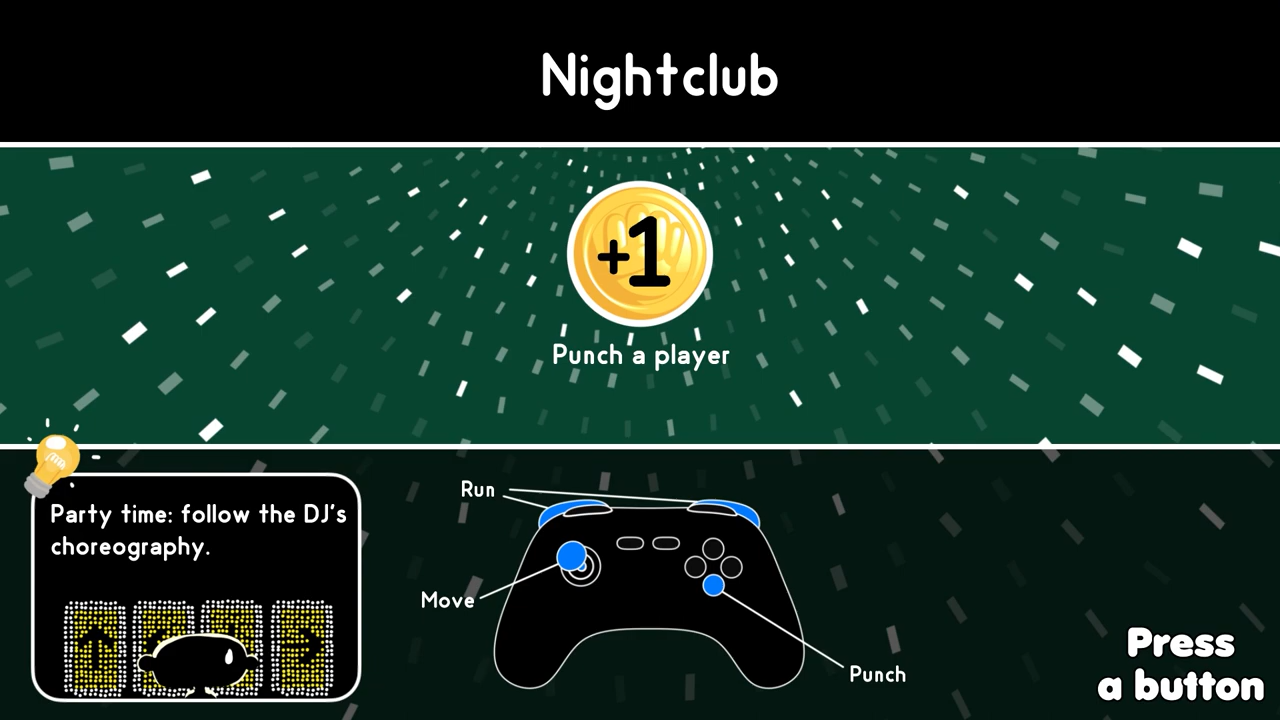 Nightclub
+1
Punch a player
Party time: follow the DJ's
choreography.
Run
Move
Punch
Press
a button